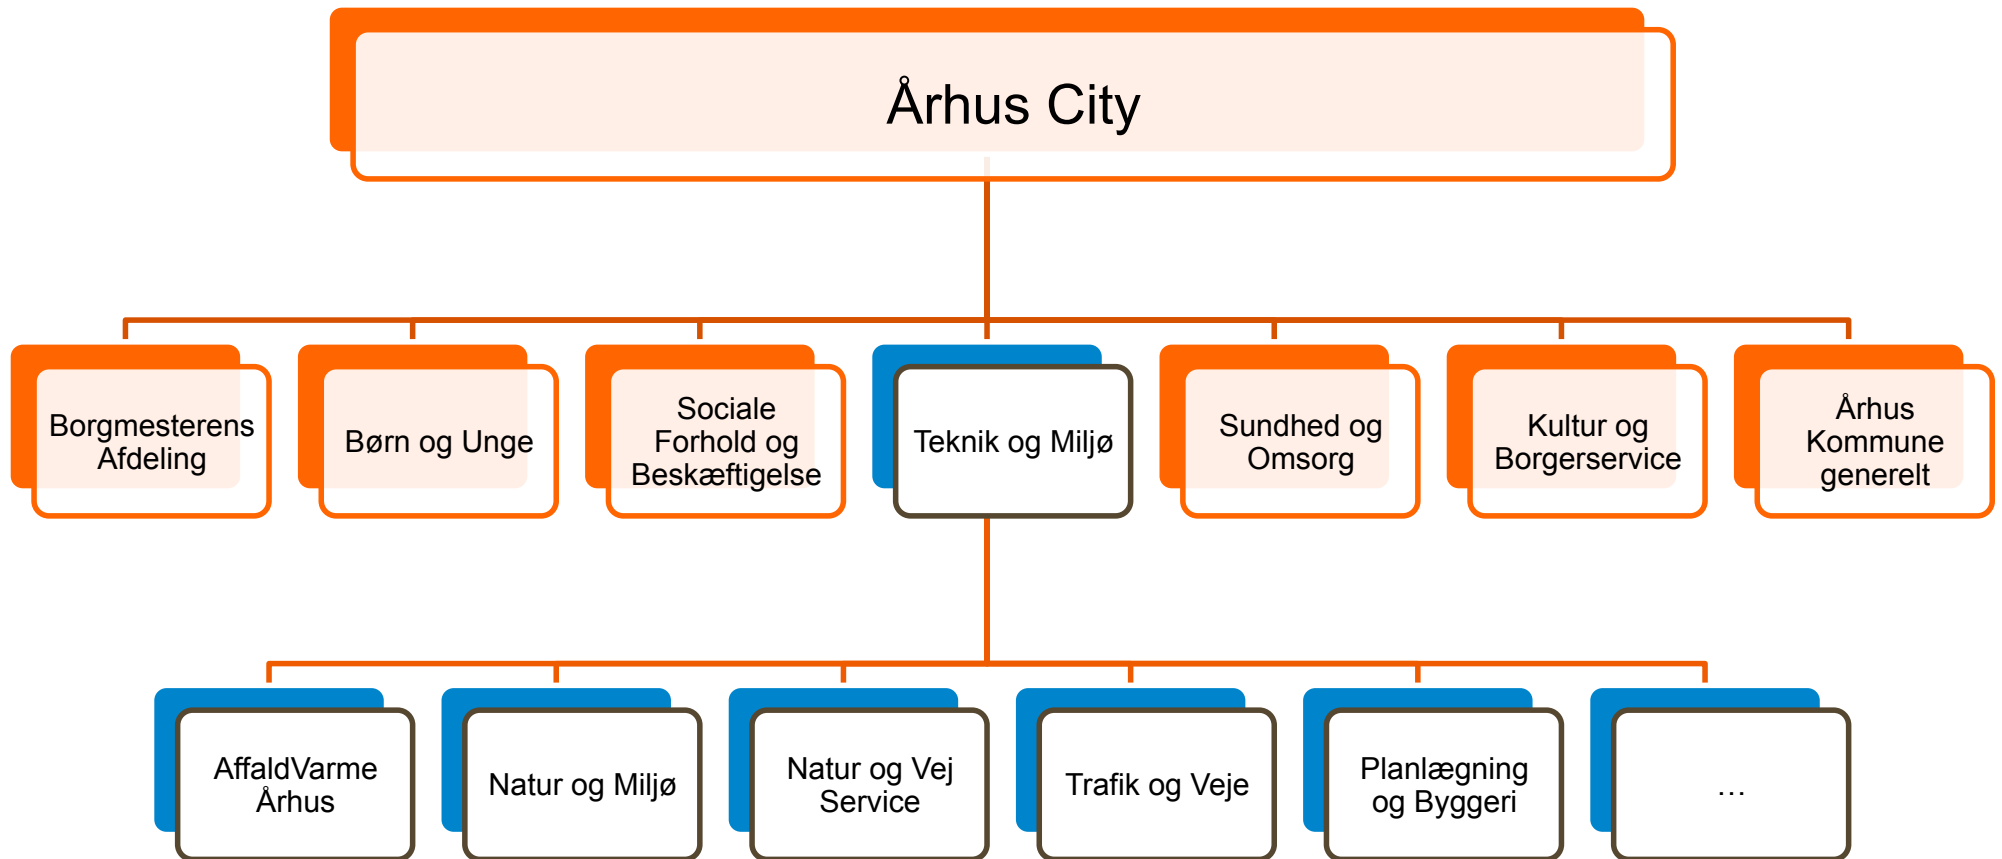 Århus City
Borgmesterens
Afdeling
Børn og Unge
Sociale
Forhold og
Beskæftigelse
Teknik og Miljø
Sundhed og
Omsorg
Kultur og
Borgerservice
Århus
Kommune
generelt
AffaldVarme
Århus
Natur og Miljø
Natur og Vej
Service
Trafik og Veje
Planlægning
og Byggeri
…